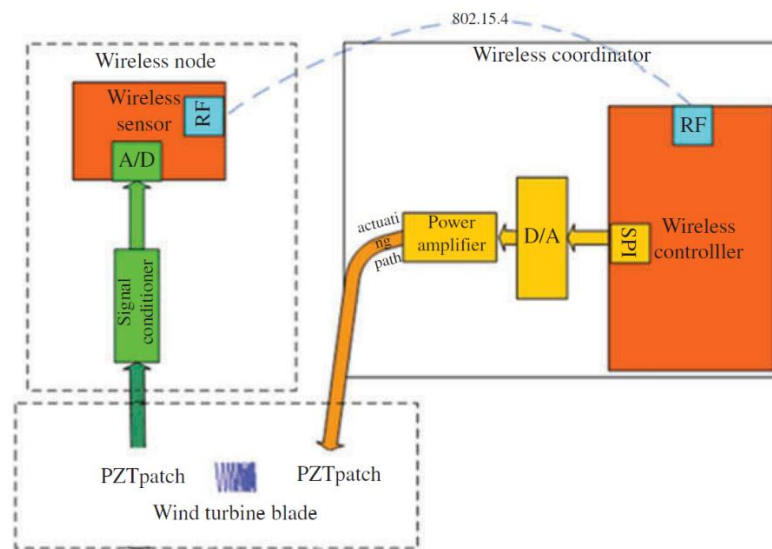 802.15.4
Wireless node
Wireless coordinator
Wireless
sensor
RF
A/D
Signal
conditioner
RF
actuati
ng
path
Power
amplifier
D/A
SPI
Wireless
controlller
PZTpatch
PZTpatch
Wind turbine blade